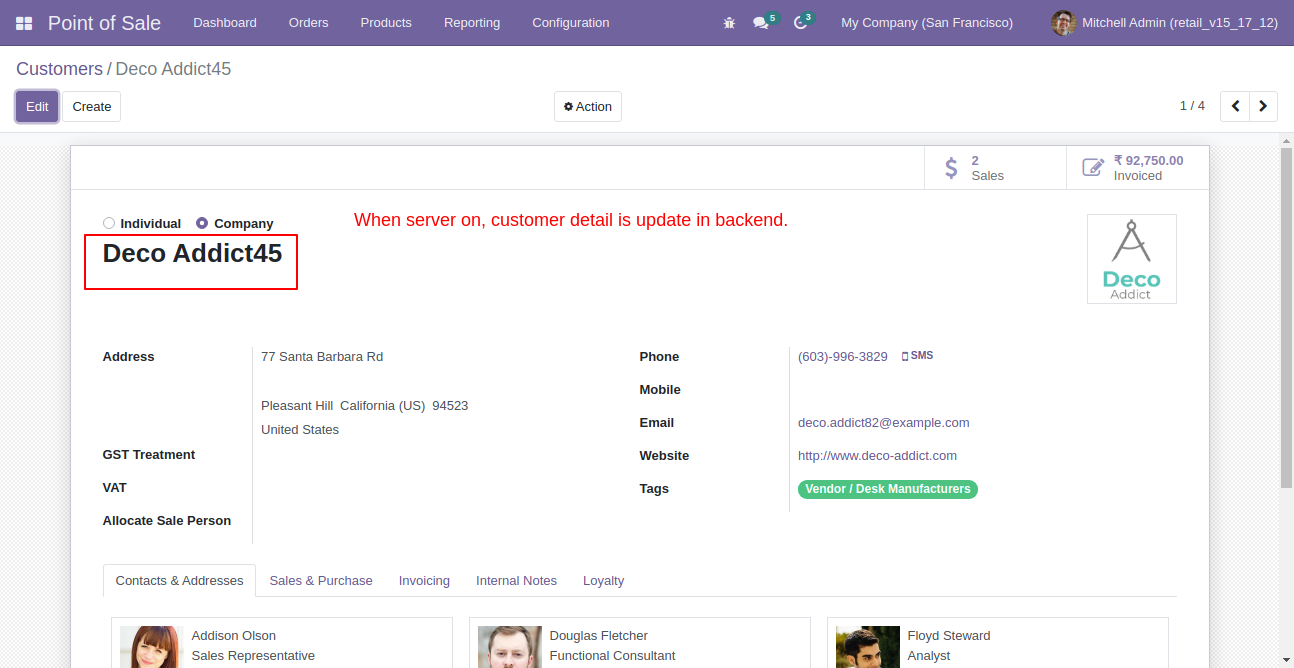 Point of Sale Dashboard Orders Products Reporting Configuration 5 3 My Company (San Francisco) Mitchell Admin (retail_v15_17_12)
Customers / Deco Addict45
Edit Create Action 1 / 4
2 Sales
₹ 92,750.00 Invoiced
Individual Company
When server on, customer detail is update in backend.
Deco Addict45
Deco
Addict
Address 77 Santa Barbara Rd
Pleasant Hill California (US) 94523
United States
GST Treatment
VAT
Allocate Sale Person
Phone (603)-996-3829 SMS
Mobile
Email deco.addict82@example.com
Website http://www.deco-addict.com
Tags Vendor / Desk Manufacturers
Contacts & Addresses Sales & Purchase Invoicing Internal Notes Loyalty
Addison Olson
Sales Representative
Douglas Fletcher
Functional Consultant
Floyd Steward
Analyst